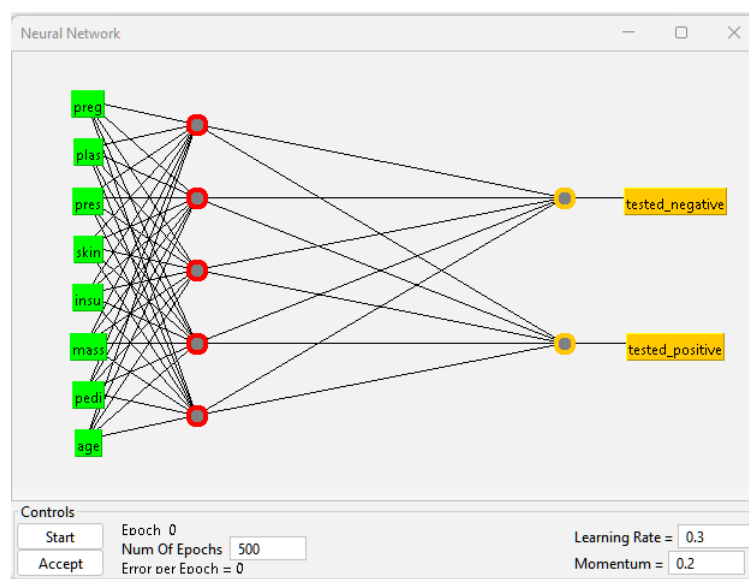 Neural Network
preg
plas
pres
skin
insu
mass
pedi
age
tested_negative
tested_positive
Controls
Start
Accept
Epoch 0
Num Of Epochs 500
Error per Epoch = 0
Learning Rate = 0.3
Momentum = 0.2